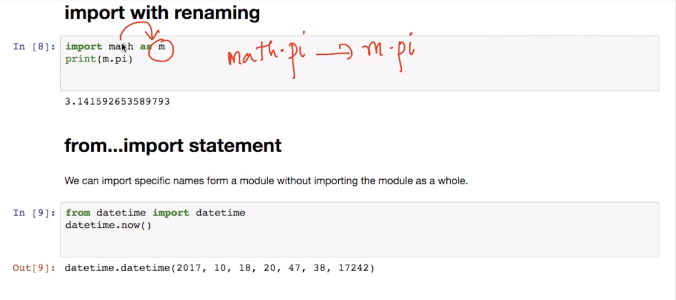 import with renaming
In [8]: import math as m
print(m.pi)
math.pi → m.pi
3.141592653589793
from...import statement
We can import specific names form a module without importing the module as a whole.
In [9]: from datetime import datetime
datetime.now()
Out[9]: datetime.datetime(2017, 10, 18, 20, 47, 38, 17242)